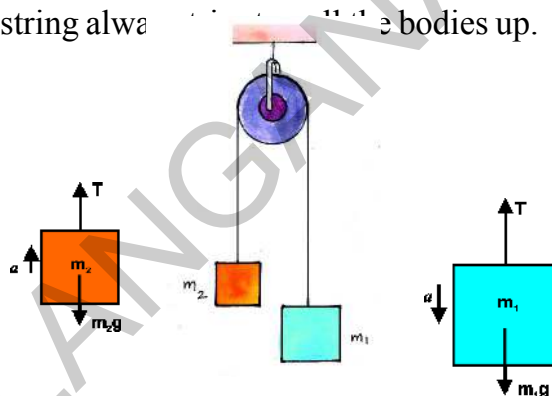 string alwa
ll the bodies up.
T
a
m₂
m₂g
m₂
m₁
T
a
m₁
m₁g